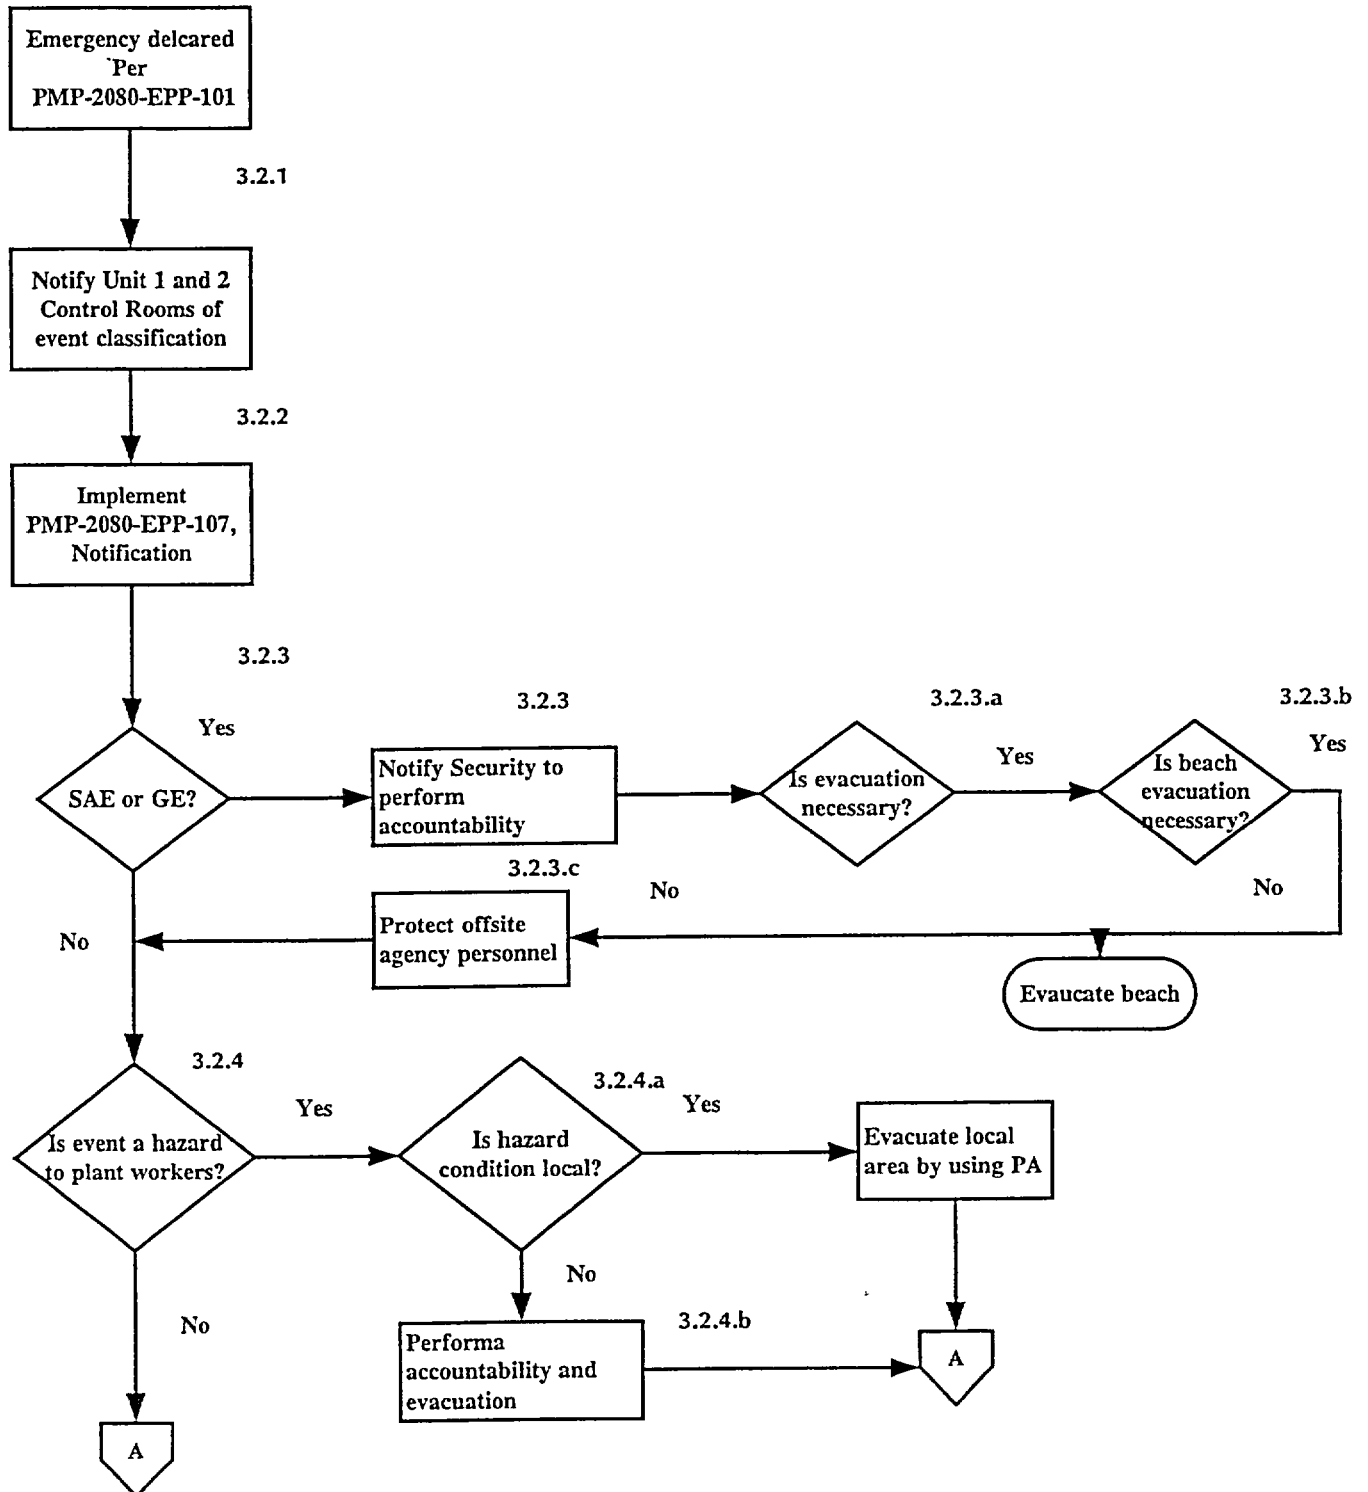 Emergency delcared
Per
PMP-2080-EPP-101
3.2.1
Notify Unit 1 and 2
Control Rooms of
event classification
3.2.2
Implement
PMP-2080-EPP-107,
Notification
3.2.3
Yes
SAE or GE?
3.2.3
Notify Security to
perform
accountability
3.2.3.a
Is evacuation
necessary?
Yes
3.2.3.b
Yes
Is beach
evacuation
necessary?
No
3.2.3.c
Protect offsite
agency personnel
No
No
Evaucate beach
3.2.4
Is event a hazard
to plant workers?
Yes
3.2.4.a
Is hazard
condition local?
Yes
Evacuate local
area by using PA
No
No
3.2.4.b
Performa
accountability and
evacuation
A
A